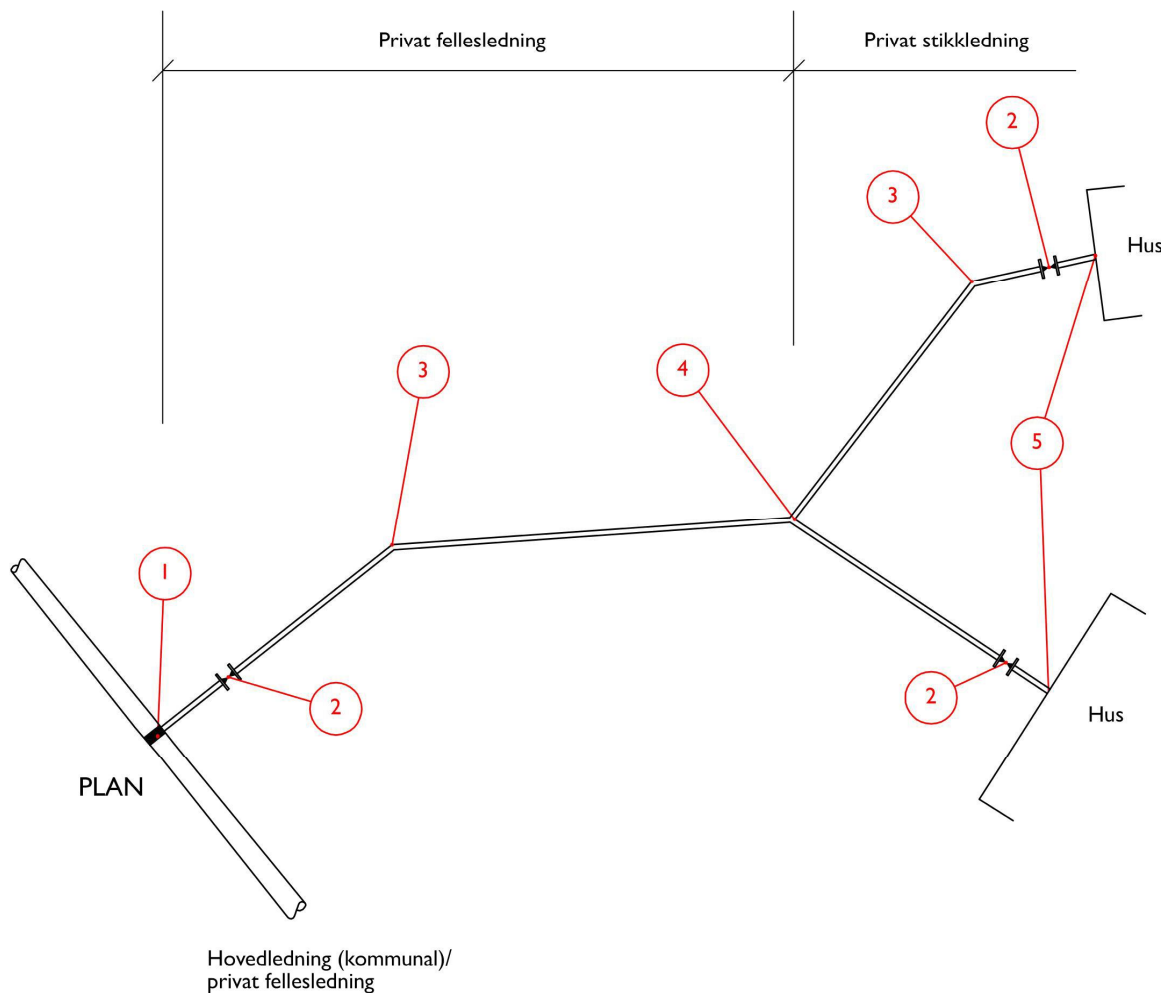 Privat fellesledning
Privat stikkledning
2
3
Hus
3
4
5
1
2
2
Hus
PLAN
Hovedledning (kommunal)/
privat fellesledning